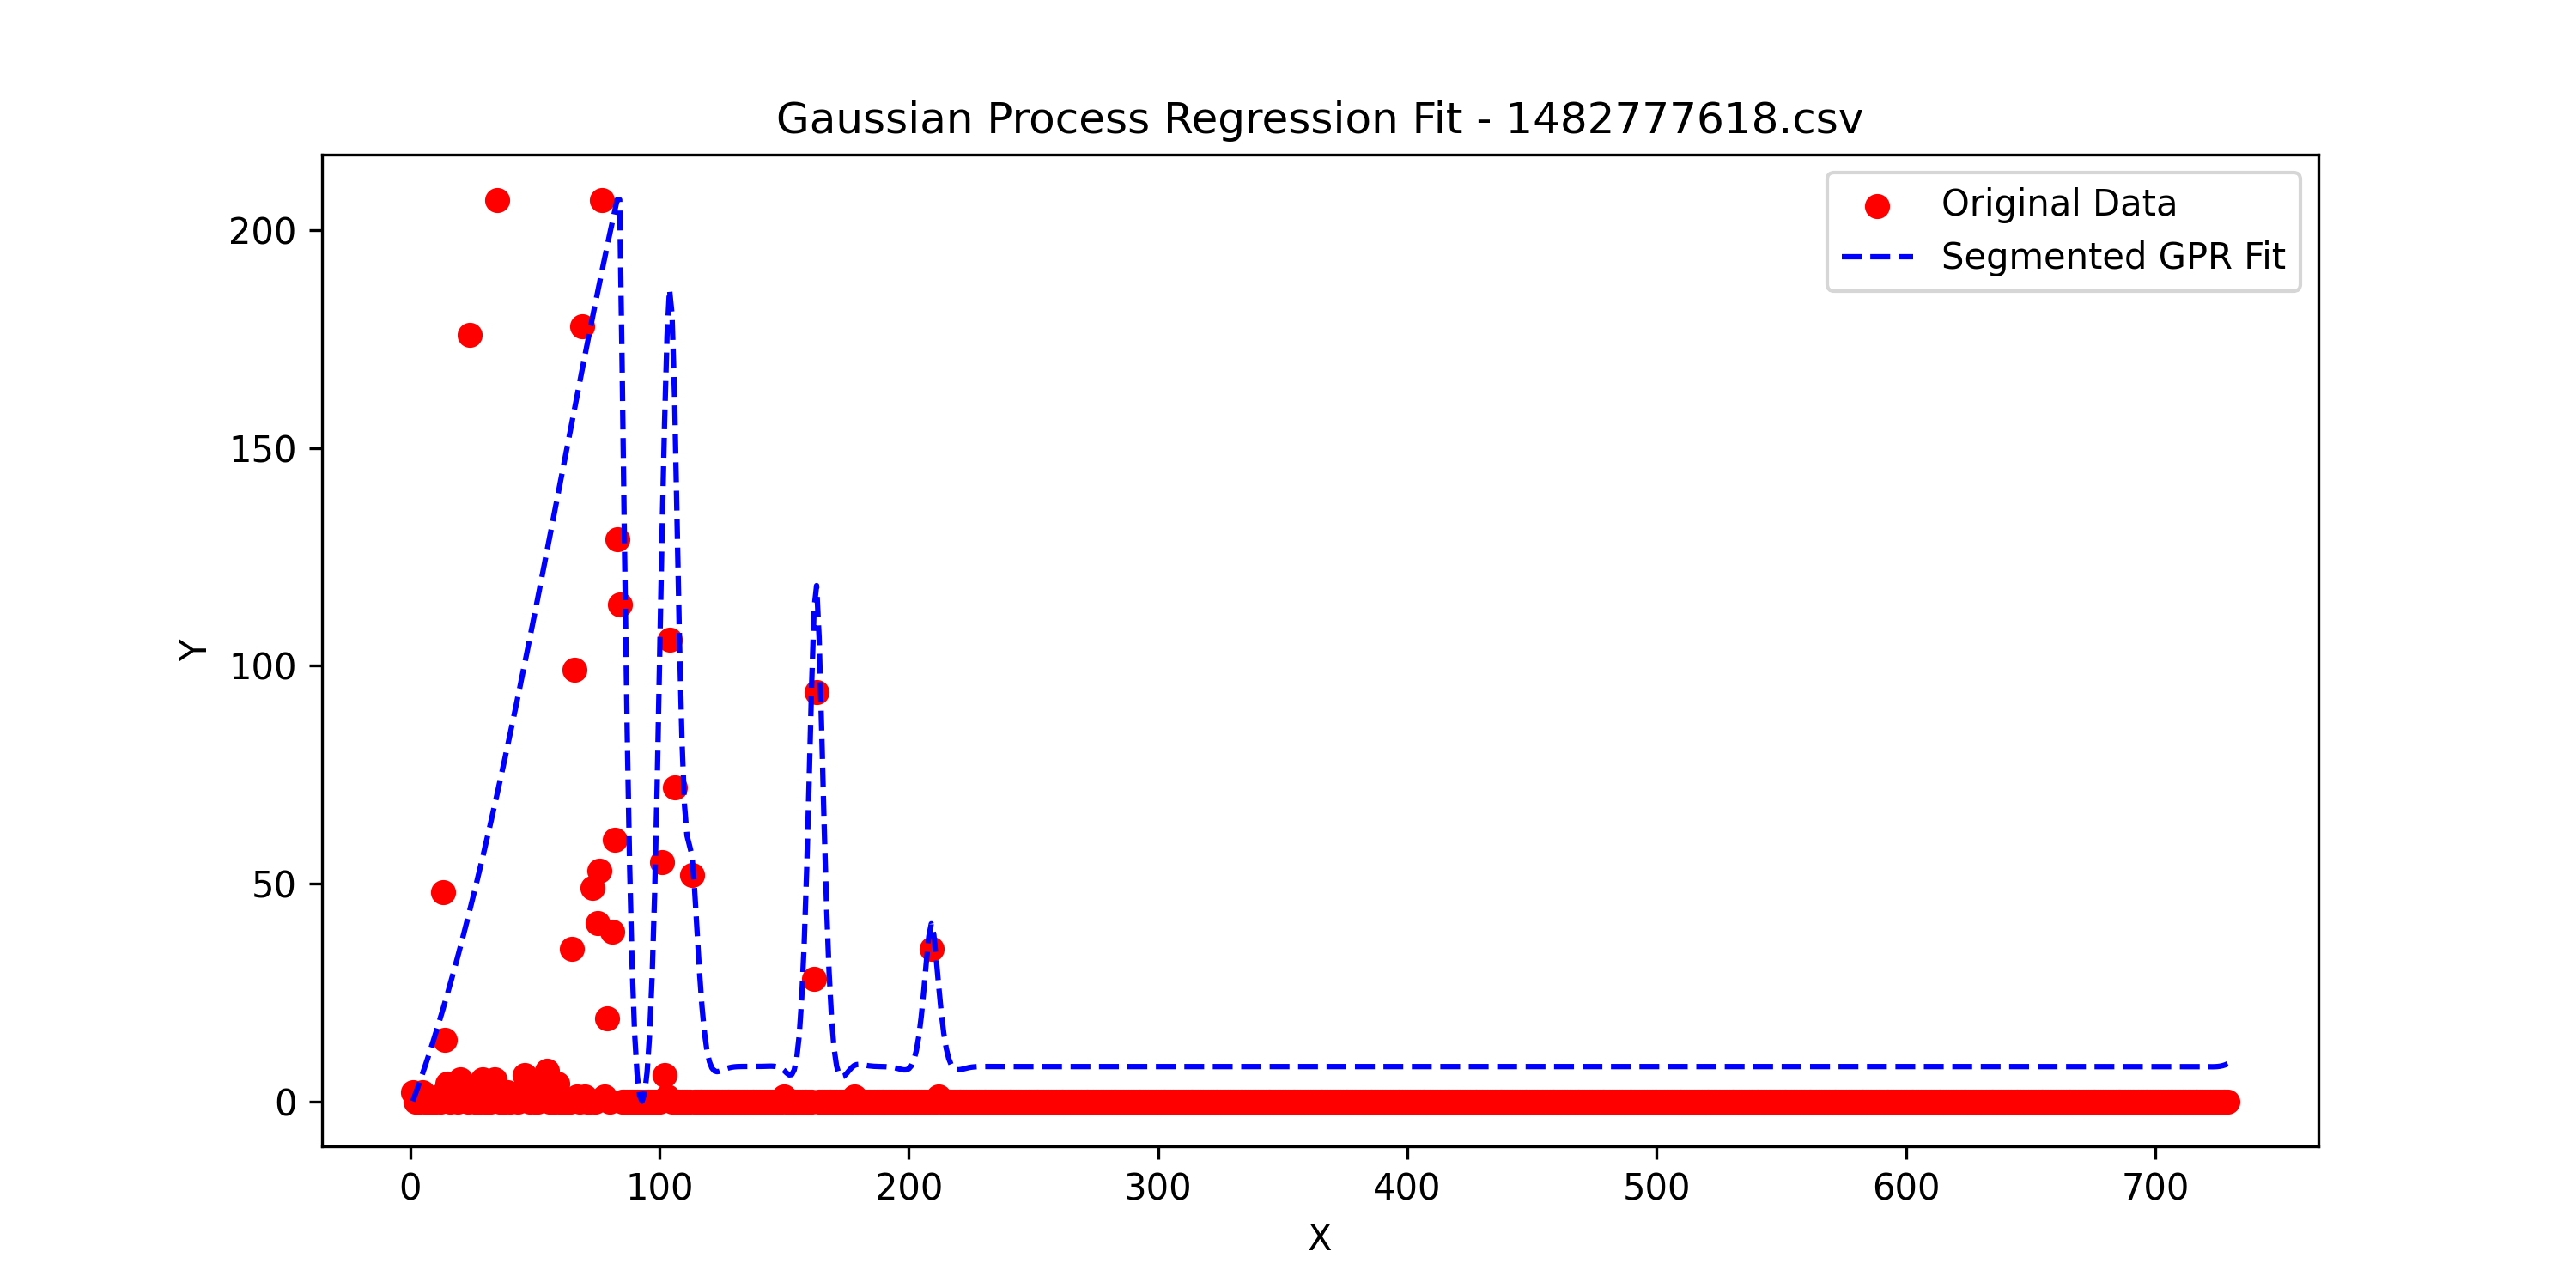 Gaussian Process Regression Fit - 1482777618.csv
Original Data
Segmented GPR Fit
200
150
100
50
0
Y
0 100 200 300 400 500 600 700
X